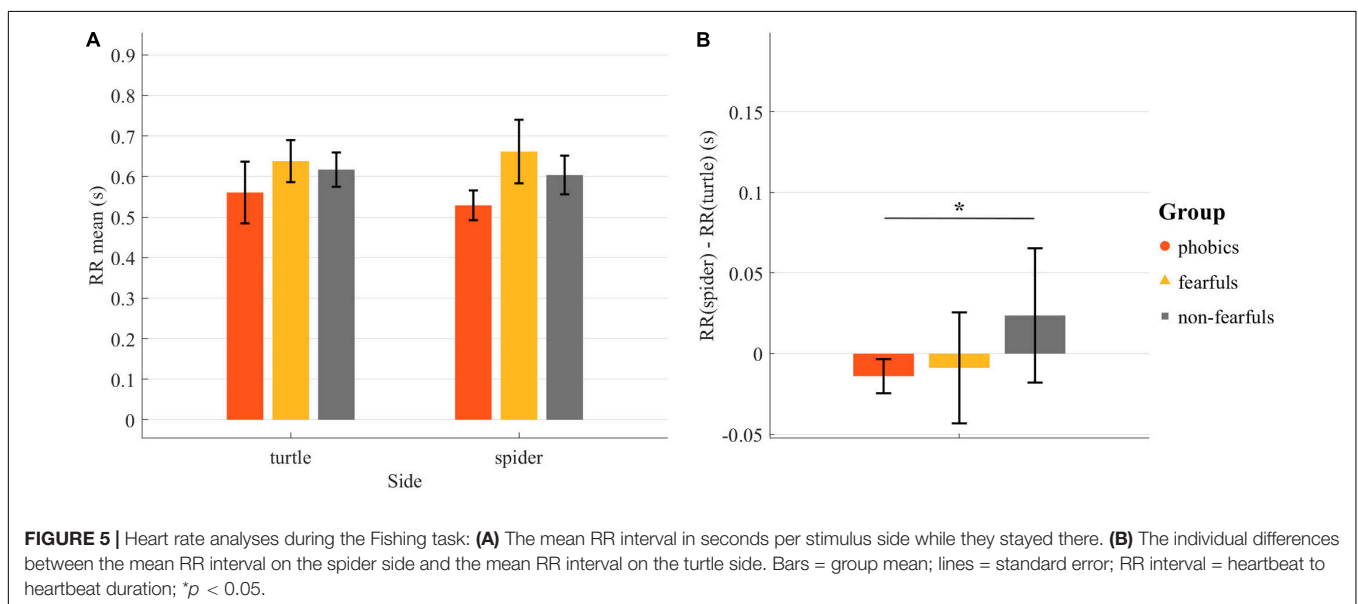 A
0.9
0.8
0.7
0.6
0.5
0.4
0.3
0.2
0.1
0
RR mean (s)
turtle
spider
Side
B
0.15
0.1
0.05
0
-0.05
RR(spider) - RR(turtle) (s)
*
Group
phobics
fearfuls
non-fearfuls
FIGURE 5 | Heart rate analyses during the Fishing task: (A) The mean RR interval in seconds per stimulus side while they stayed there. (B) The individual differences
between the mean RR interval on the spider side and the mean RR interval on the turtle side. Bars = group mean; lines = standard error; RR interval = heartbeat to
heartbeat duration; *p < 0.05.